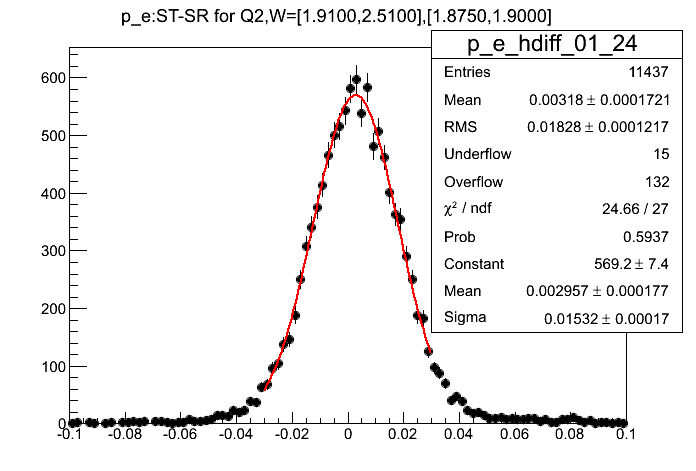 p_e:ST-SR for Q2,W=[1.9100,2.5100],[1.8750,1.9000]
p_e_hdiff_01_24
Entries 11437
Mean 0.00318 ± 0.0001721
RMS 0.01828 ± 0.0001217
Underflow 15
Overflow 132
χ² / ndf 24.66 / 27
Prob 0.5937
Constant 569.2 ± 7.4
Mean 0.002957 ± 0.000177
Sigma 0.01532 ± 0.00017
600
500
400
300
200
100
0
-0.1 -0.08 -0.06 -0.04 -0.02 0 0.02 0.04 0.06 0.08 0.1